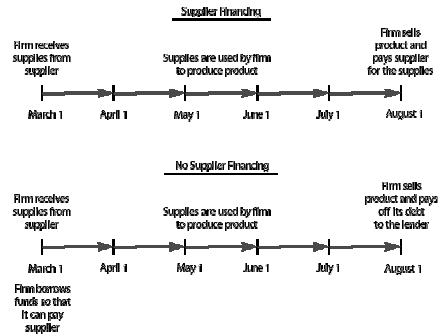 Supplier Financing
Firm receives
supplies from
supplier
Supplies are used by firm
to produce product
Firm sells
product and
pays supplier
for the supplies
March 1
April 1
May 1
June 1
July 1
August 1
No Supplier Financing
Firm receives
supplies from
supplier
Supplies are used by firm
to produce product
Firm sells
product and pays
off its debt
to the lender
March 1
April 1
May 1
June 1
July 1
August 1
Firm borrows
funds so that
it can pay
supplier